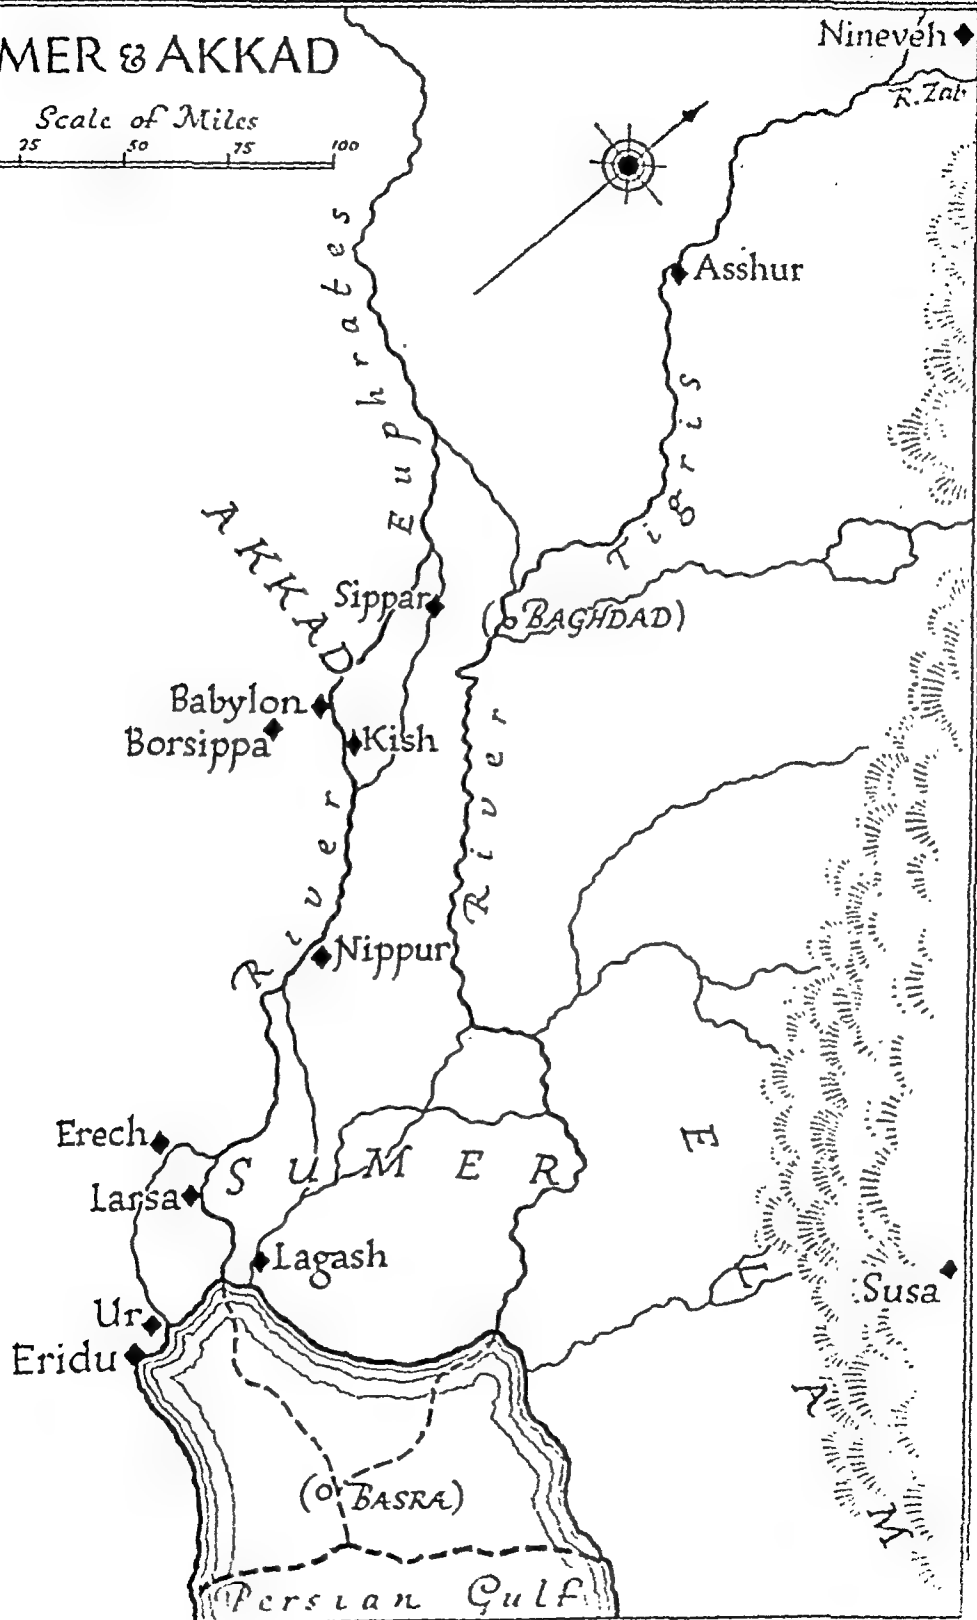 MER & AKKAD
Scale of Miles
25 50 75 100
Nineveh
R. Zab
Asshur
River Euphrates
River Tigris
AKKAD
Sippar
(BAGHDAD)
Babylon
Borsippa
Kish
Nippur
Erech
SUMER
Larsa
Lagash
ELAM
Susa
Ur
Eridu
(BASRA)
Persian Gulf